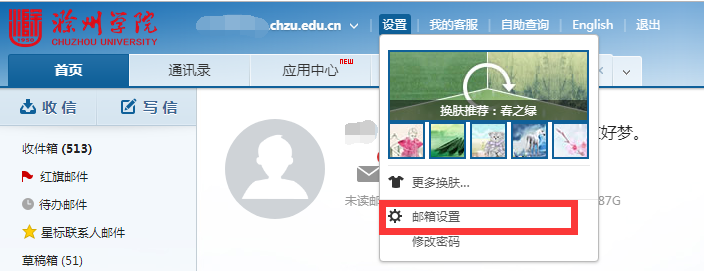 滁州学院
CHUZHOU UNIVERSITY
.chzu.edu.cn | 设置 | 我的客服 | 自助查询 | English | 退出
首页 通讯录 应用中心 NEW
收信 写信
收件箱 (513)
红旗邮件
待办邮件
星标联系人邮件
草稿箱 (51)
好梦。
未读邮
87G
换肤推荐：春之绿
更多换肤...
邮箱设置
修改密码